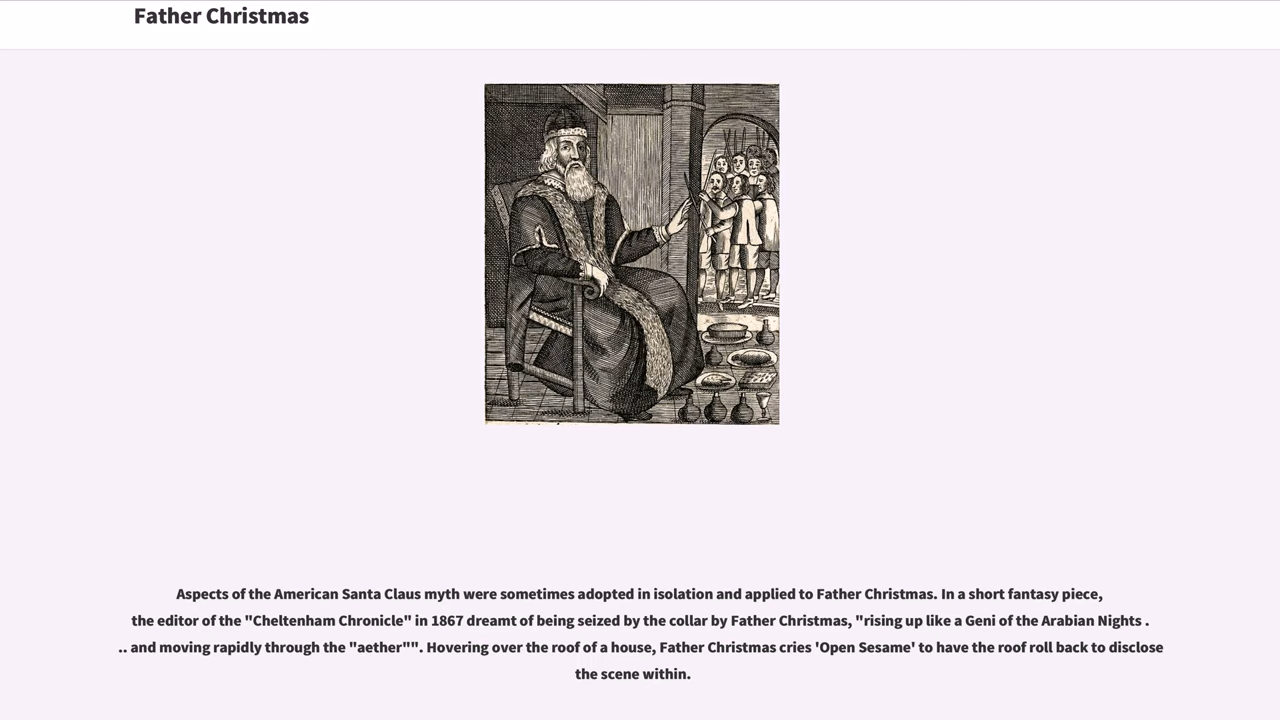 Father Christmas
Aspects of the American Santa Claus myth were sometimes adopted in isolation and applied to Father Christmas. In a short fantasy piece,
the editor of the "Cheltenham Chronicle" in 1867 dreamt of being seized by the collar by Father Christmas, "rising up like a Geni of the Arabian Nights .
.. and moving rapidly through the "aether"". Hovering over the roof of a house, Father Christmas cries 'Open Sesame' to have the roof roll back to disclose
the scene within.